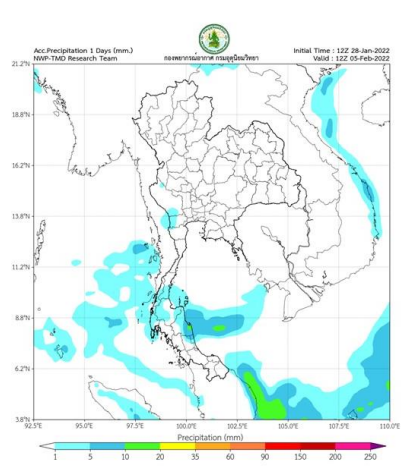 Acc.Precipitation 1 Days (mm.)
Initial Time : 12Z 28-Jan-2022
NWP-TMD Research Team
กองพยากรณ์อากาศ กรมอุตุนิยมวิทยา
Valid : 12Z 05-Feb-2022
21.2°N
18.7°N
16.2°N
13.8°N
11.2°N
8.8°N
6.2°N
3.8°N
92.5°E 95.0°E 97.5°E 100.0°E 102.5°E 105.0°E 107.5°E 110.0°E
Precipitation (mm)
1 5 10 20 35 60 90 150 200 250